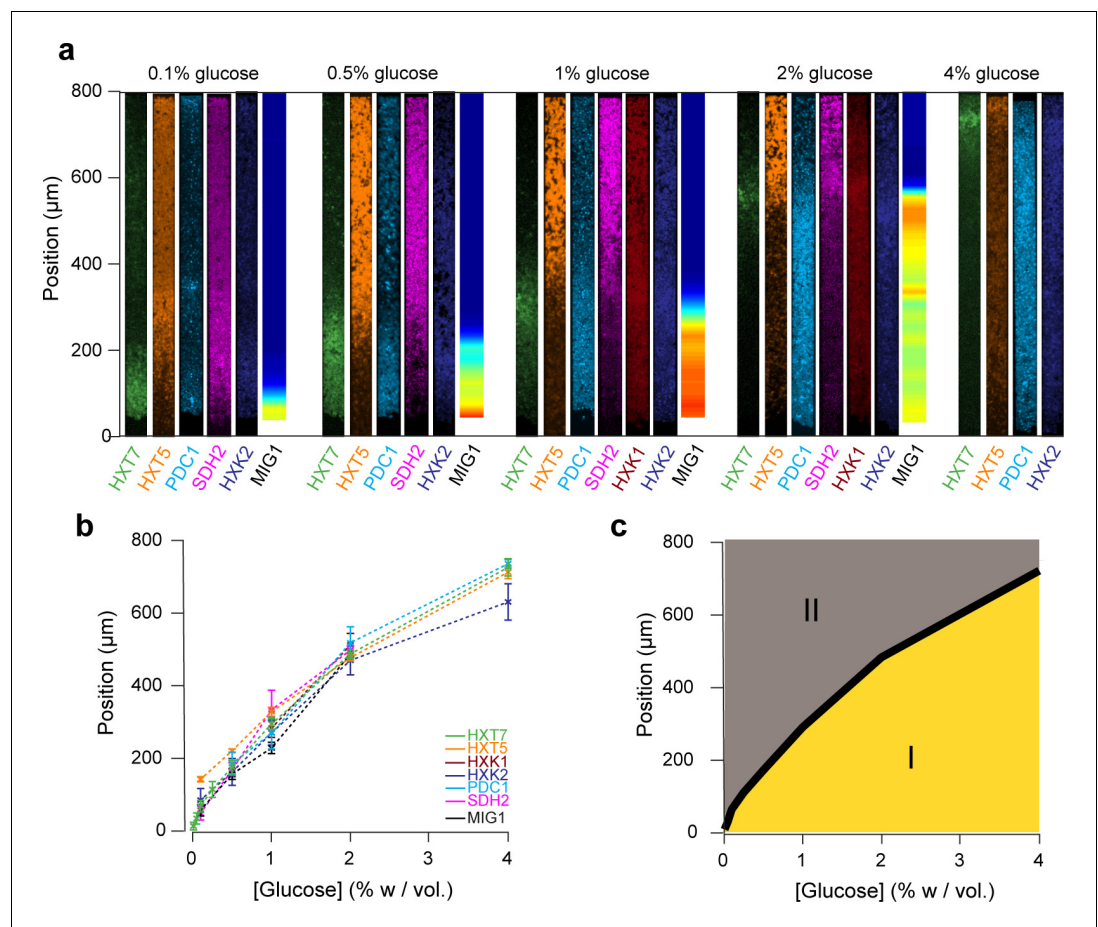 a
0.1% glucose 0.5% glucose 1% glucose 2% glucose 4% glucose
800
600
400
200
0
Position (μm)
HXT7 HXT5 PDC1 SDH2 HXK2 MIG1 HXT7 HXT5 PDC1 SDH2 HXK2 MIG1 HXT7 HXT5 PDC1 SDH2 HXK1 HXK2 MIG1 HXT7 HXT5 PDC1 SDH2 HXK1 HXK2 MIG1 HXT7 HXT5 PDC1 HXK2
b
800
600
400
200
0
Position (μm)
HXT7
HXT5
HXK1
HXK2
PDC1
SDH2
MIG1
0 1 2 3 4
[Glucose] (% w / vol.)
c
800
600
400
200
0
Position (μm)
II
I
0 1 2 3 4
[Glucose] (% w / vol.)